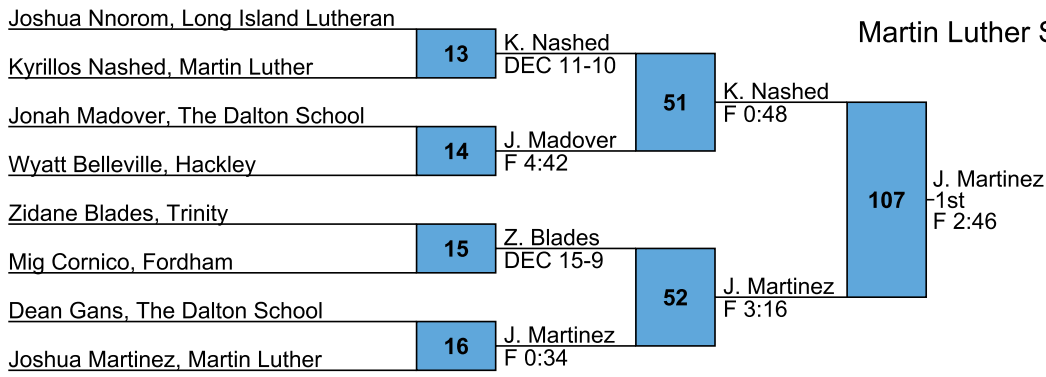 Joshua Nnorom, Long Island Lutheran
Martin Luther S
13
K. Nashed
DEC 11-10
Kyrillos Nashed, Martin Luther
51
K. Nashed
F 0:48
Jonah Madover, The Dalton School
14
J. Madover
F 4:42
Wyatt Belleville, Hackley
107
J. Martinez
1st
F 2:46
Zidane Blades, Trinity
15
Z. Blades
DEC 15-9
Mig Cornico, Fordham
52
J. Martinez
F 3:16
Dean Gans, The Dalton School
16
J. Martinez
F 0:34
Joshua Martinez, Martin Luther